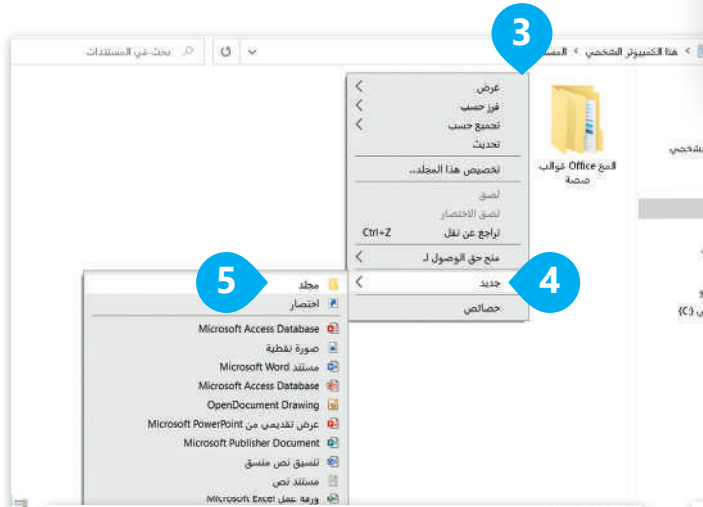 3
هذا الكمبيوتر الشخصي
بحث في المستندات
عرض
فرز حسب
تجميع حسب
تحديث
تخصيص هذا المجلد...
لصق
لصق الاختصار
تراجع عن نقل Ctrl+Z
منح حق الوصول لـ
جديد
4
خصائص
قوالب Office المخ
صصة
(C:)
5
مجلد
اختصار
Microsoft Access Database
صورة نقطية
مستند Microsoft Word
Microsoft Access Database
OpenDocument Drawing
عرض تقديمي من Microsoft PowerPoint
Microsoft Publisher Document
تنسيق نص منسق
مستند نص
ورقة عمل Microsoft Excel